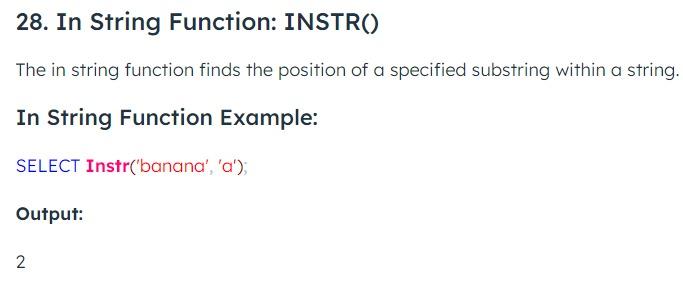 28. In String Function: INSTR()
The in string function finds the position of a specified substring within a string.
In String Function Example:
SELECT Instr('banana', 'a');
Output:
2